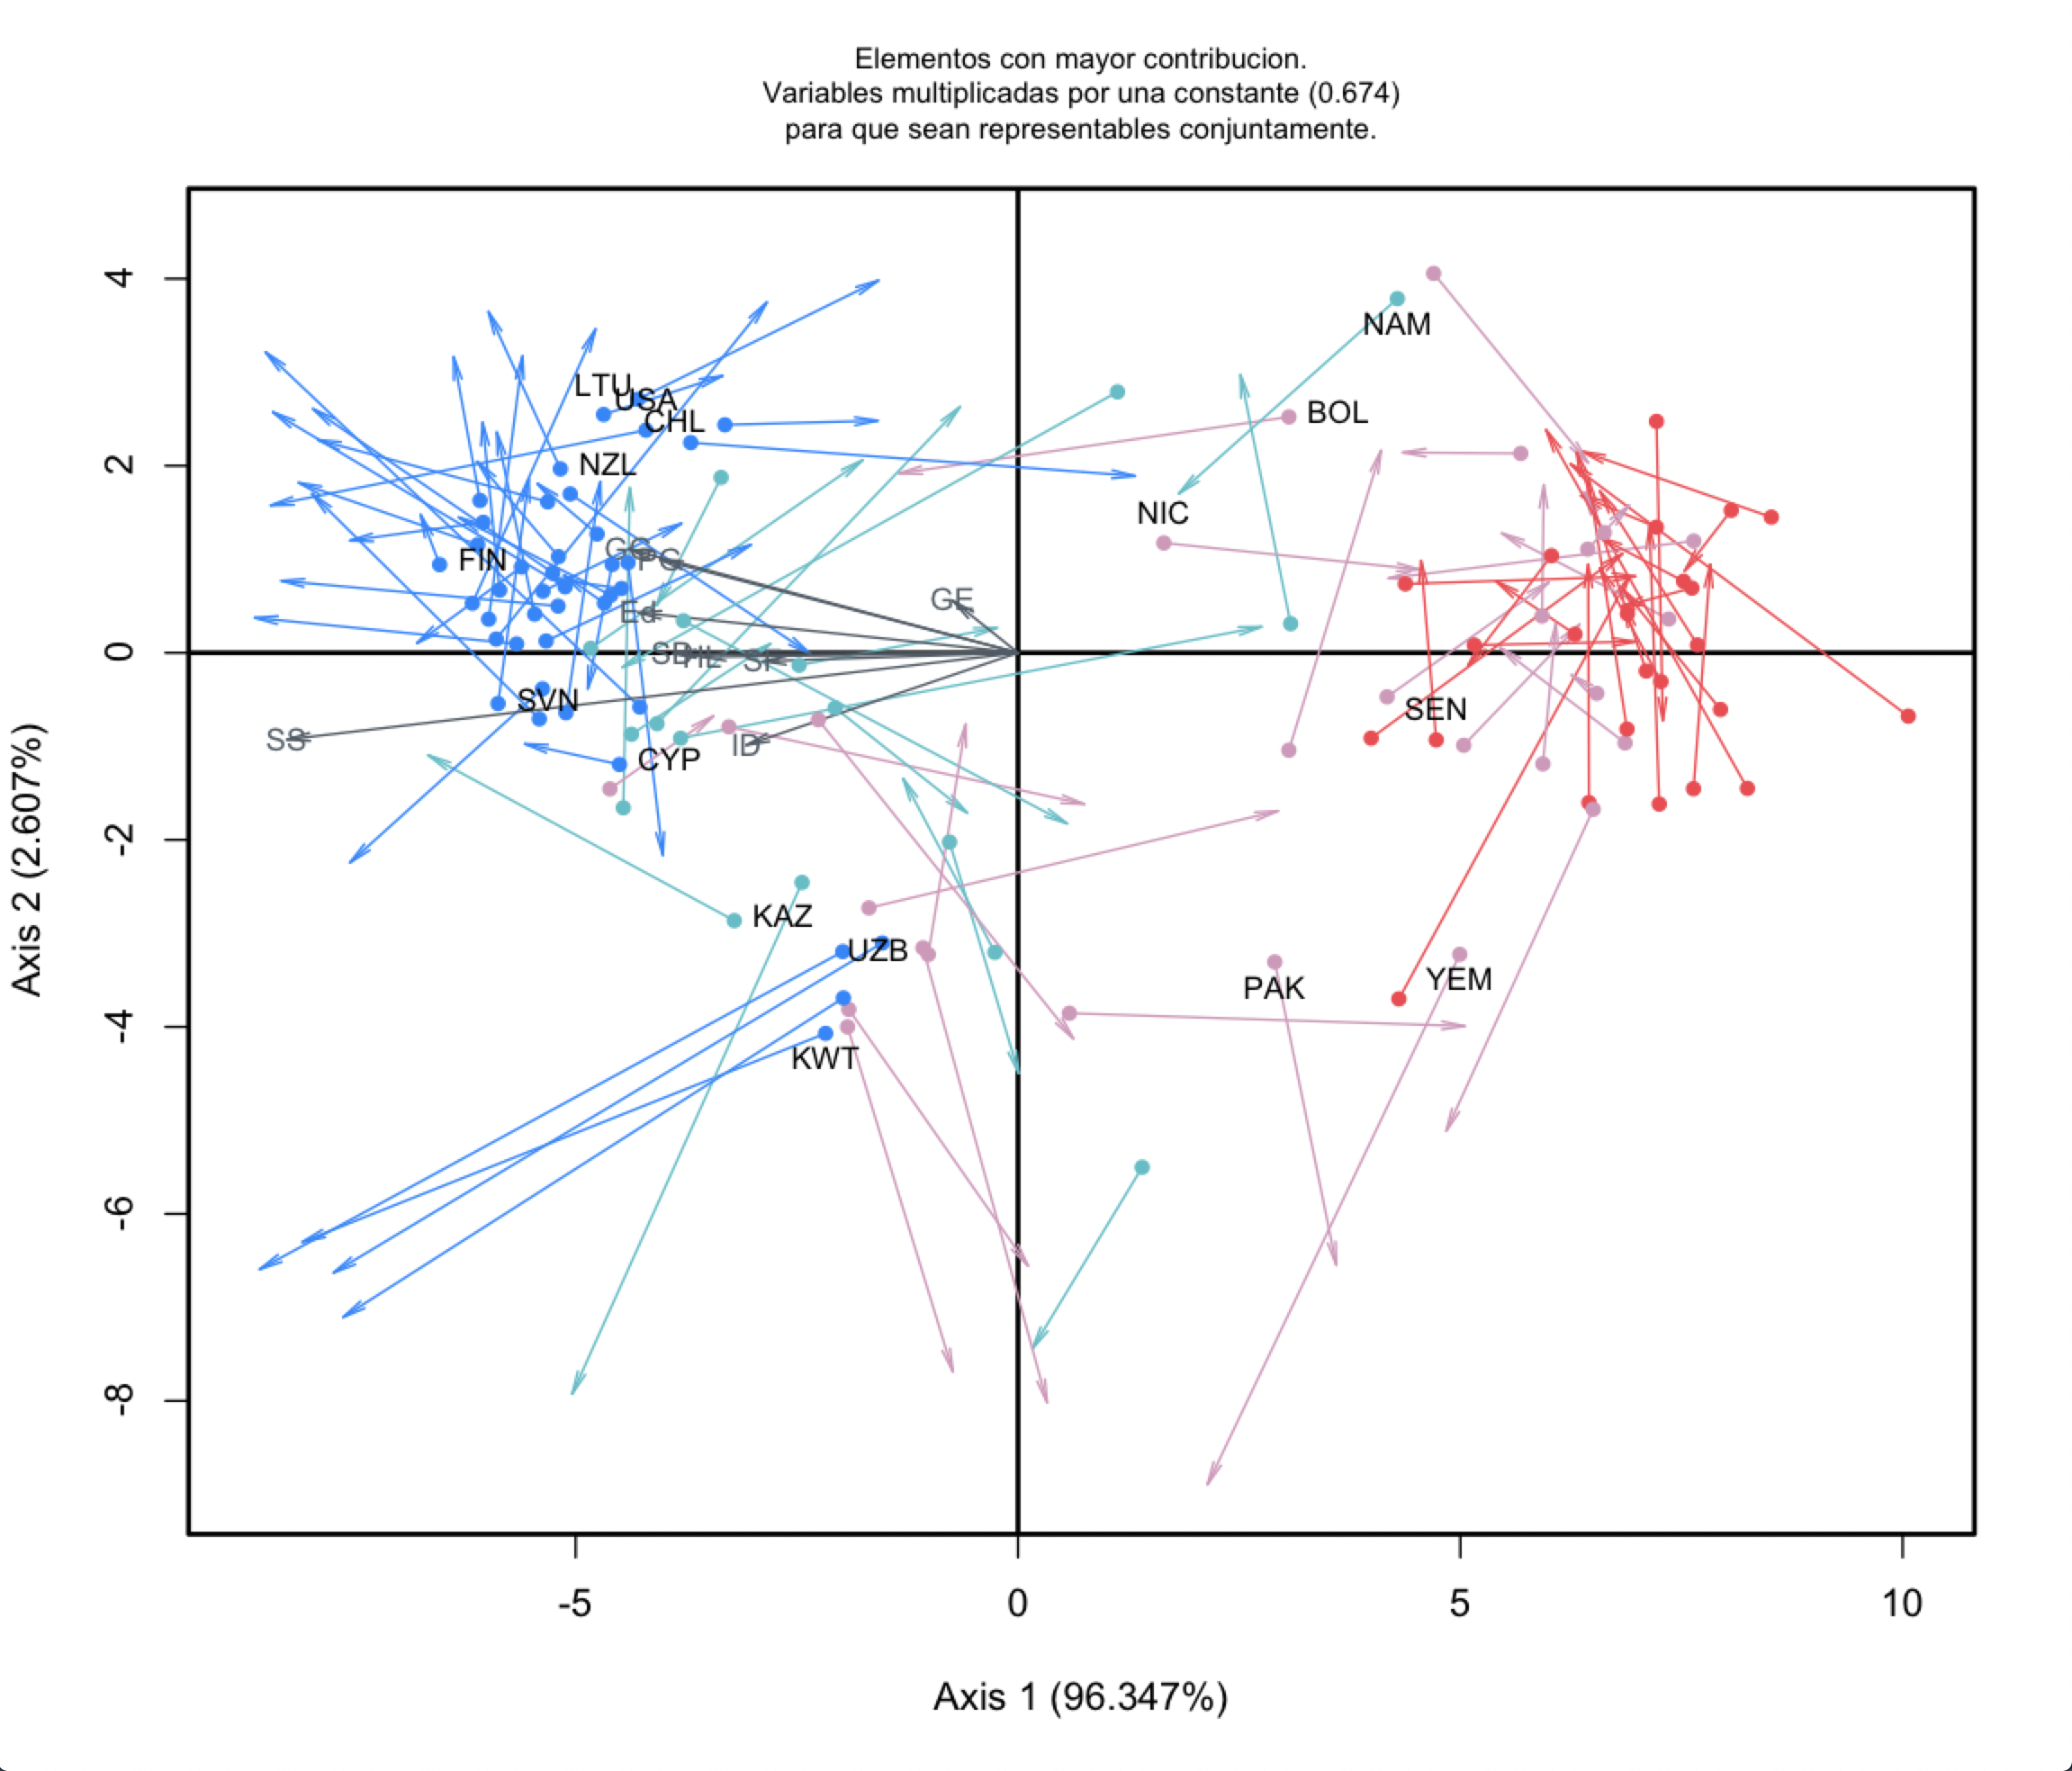 Elementos con mayor contribucion.
Variables multiplicadas por una constante (0.674)
para que sean representables conjuntamente.
Axis 2 (2.607%)
4
2
0
-2
-4
-6
-8
NAM
LTU
USA
BOL
CHL
NZL
NIC
FIN
Ed
GE
SVN
SEN
SS
ID
CYP
KAZ
UZB
PAK
YEM
KWT
-5
0
5
10
Axis 1 (96.347%)